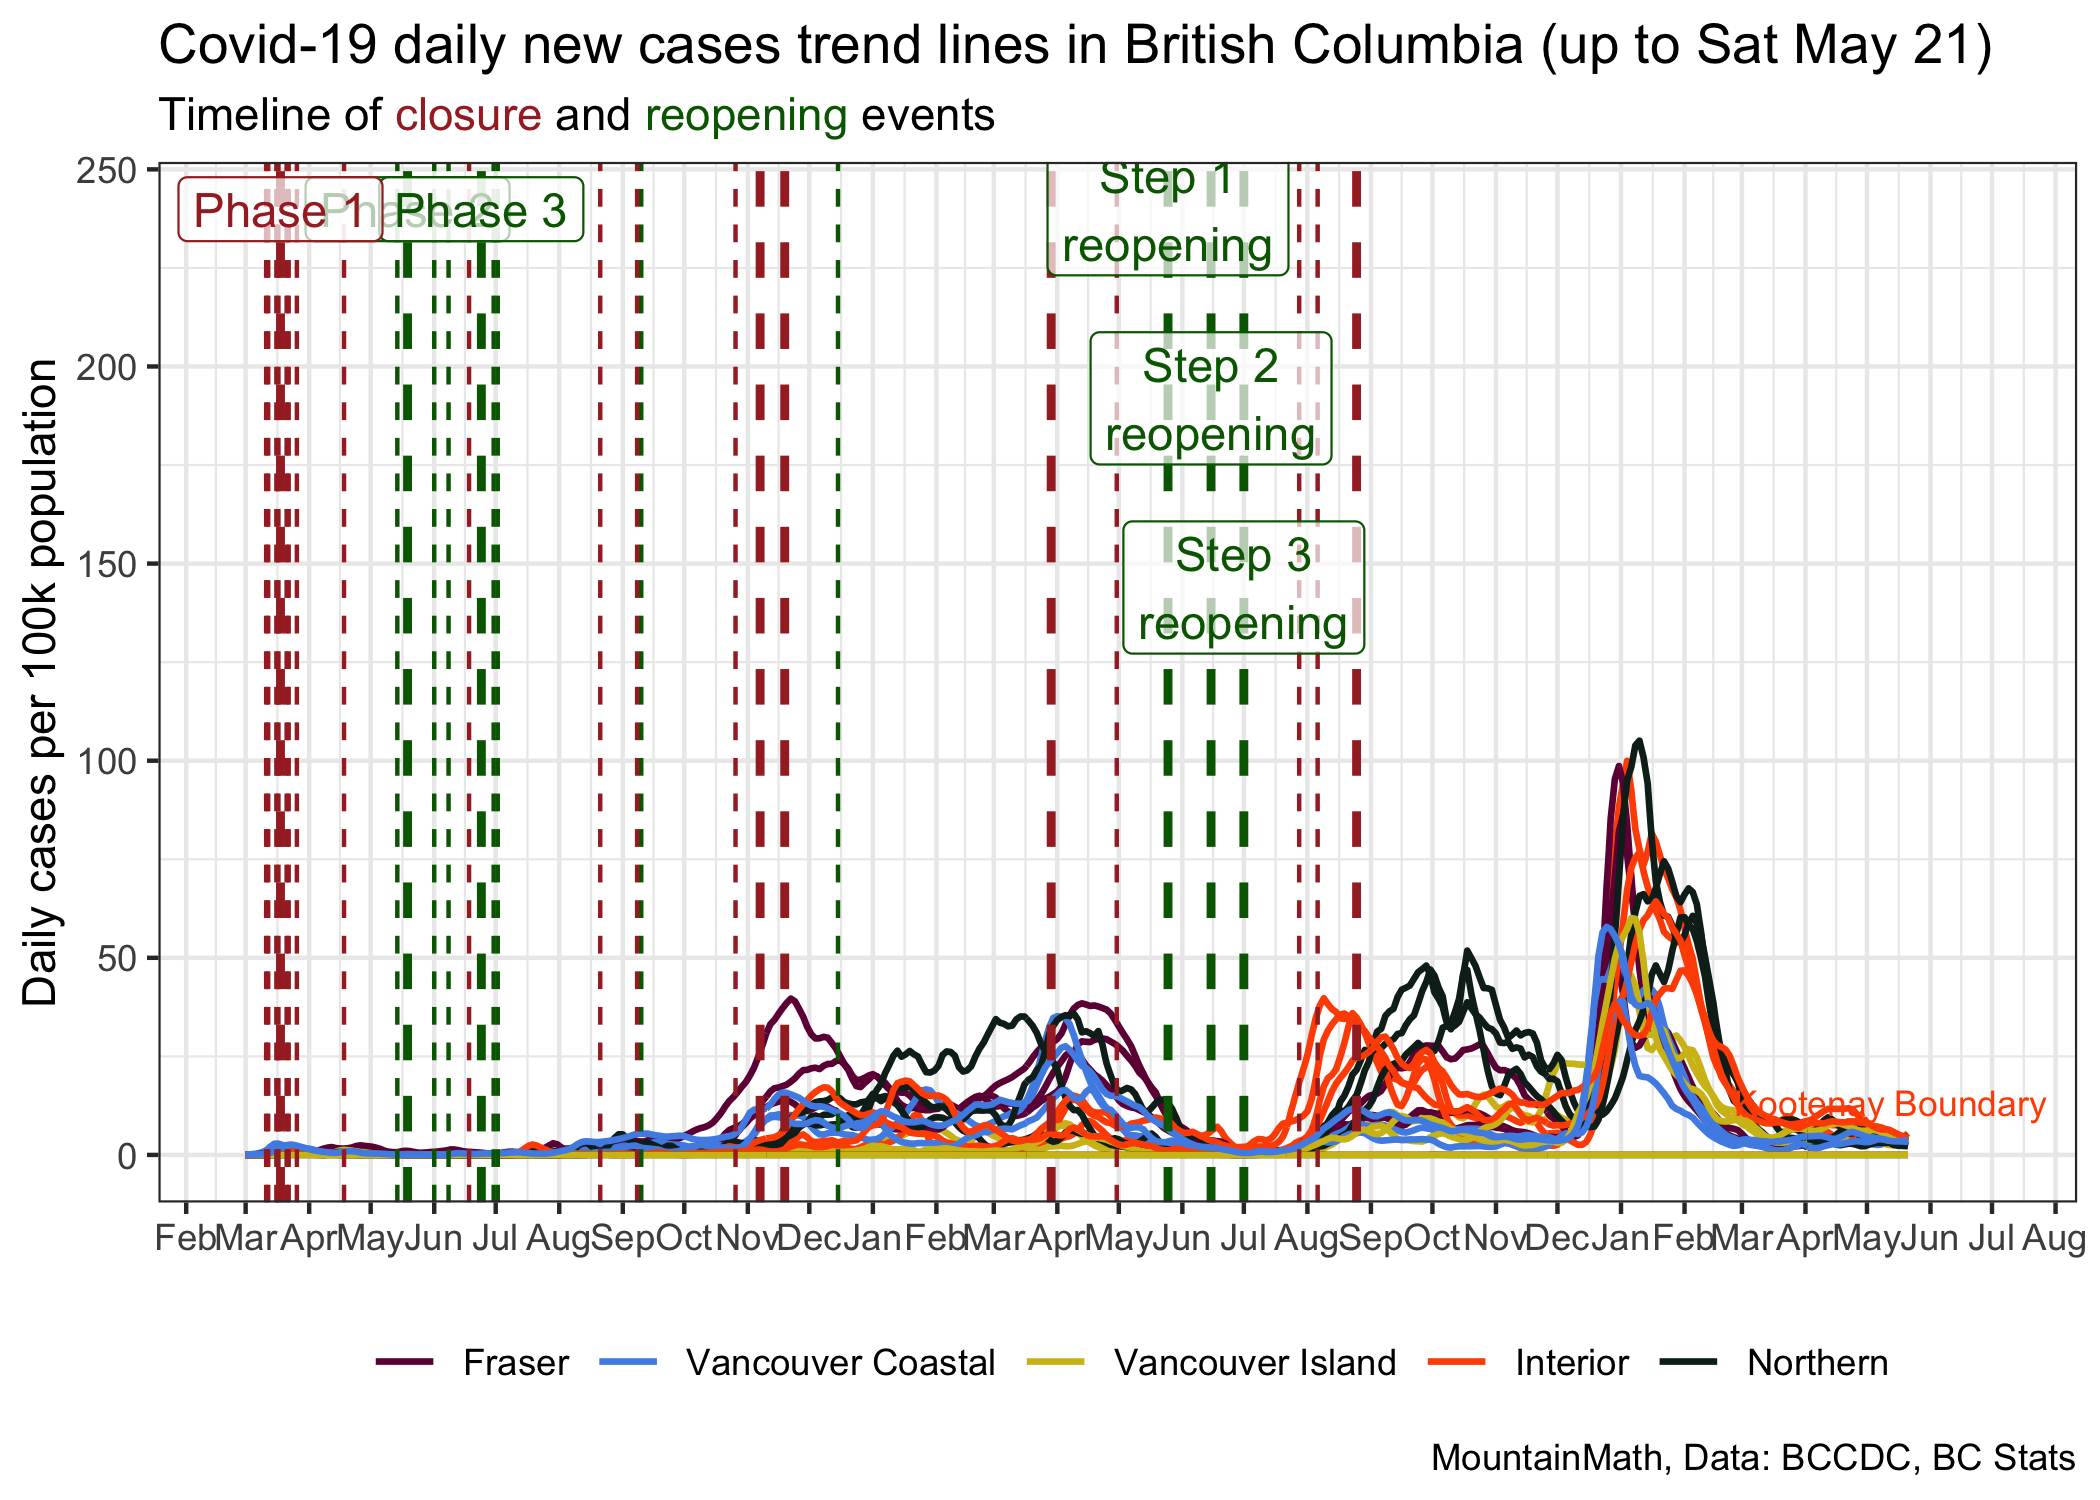 Covid-19 daily new cases trend lines in British Columbia (up to Sat May 21)
Timeline of closure and reopening events
Daily cases per 100k population
250
200
150
100
50
0
Phase 1
Phase 2
Phase 3
Step 1
reopening
Step 2
reopening
Step 3
reopening
Kootenay Boundary
Feb Mar Apr May Jun Jul Aug Sep Oct Nov Dec Jan Feb Mar Apr May Jun Jul Aug Sep Oct Nov Dec Jan Feb Mar Apr May Jun Jul Aug
Fraser Vancouver Coastal Vancouver Island Interior Northern
MountainMath, Data: BCCDC, BC Stats